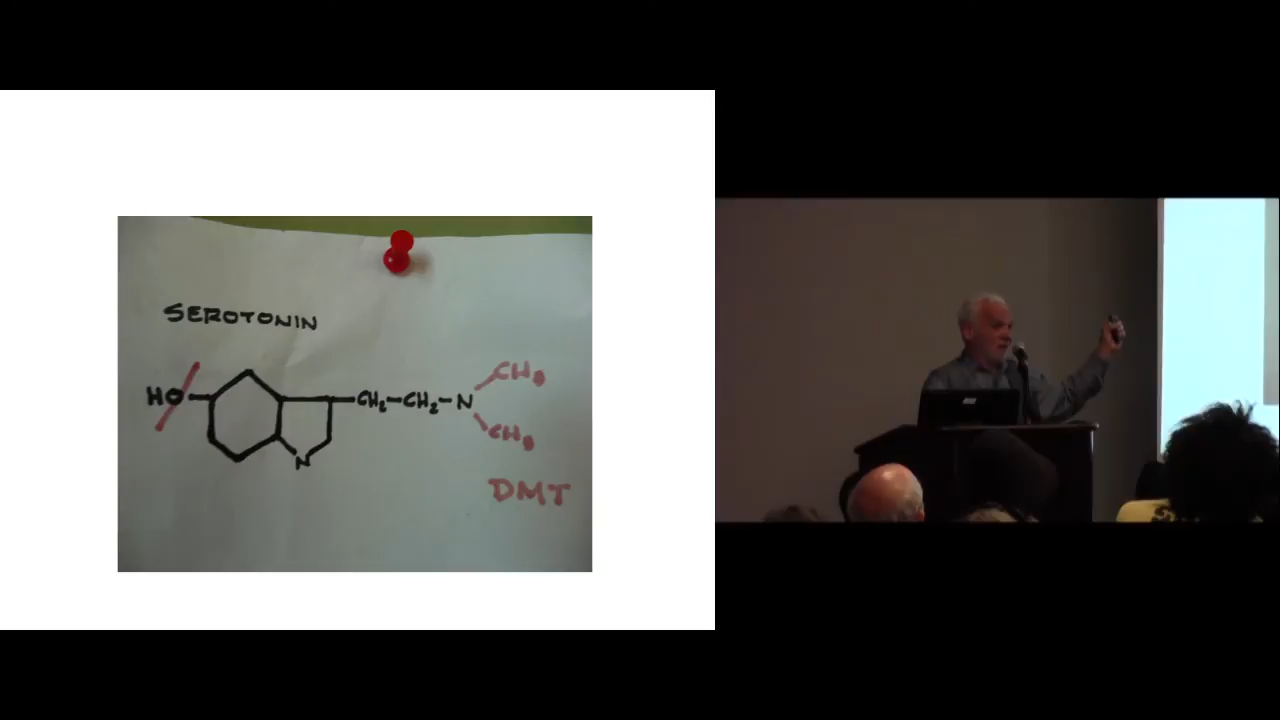 SEROTONIN
HO CH₂-CH₂-N CH₃
N CH₃
DMT